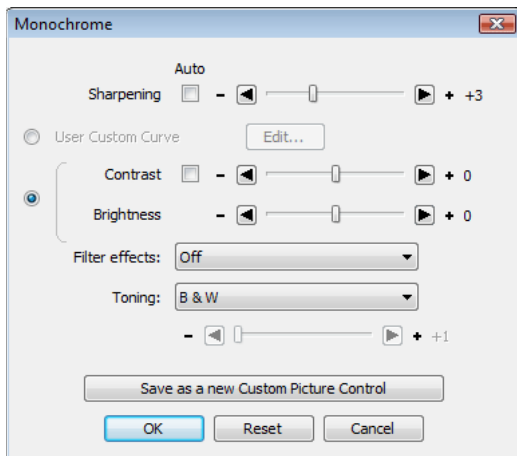 Monochrome
Auto
Sharpening - + +3
User Custom Curve Edit...
Contrast - + 0
Brightness - + 0
Filter effects: Off
Toning: B & W
- + +1
Save as a new Custom Picture Control
OK Reset Cancel